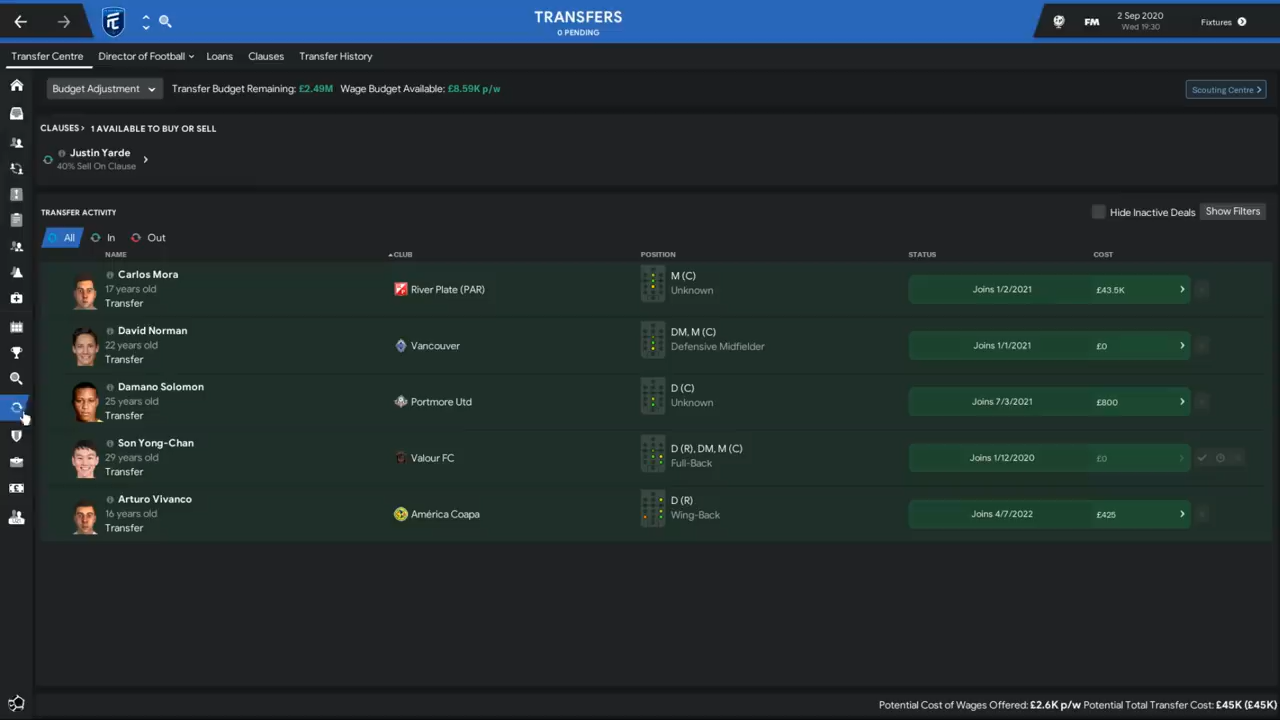 TRANSFERS
0 PENDING
FM
2 Sep 2020
Wed 19:30
Fixtures
Transfer Centre
Director of Football
Loans
Clauses
Transfer History
Budget Adjustment
Transfer Budget Remaining: £2.49M
Wage Budget Available: £8.59K p/w
Scouting Centre >
CLAUSES > 1 AVAILABLE TO BUY OR SELL
Justin Yarde
40% Sell On Clause
TRANSFER ACTIVITY
Hide Inactive Deals
Show Filters
All
In
Out
NAME
CLUB
POSITION
STATUS
COST
Carlos Mora
17 years old
Transfer
River Plate (PAR)
M (C)
Unknown
Joins 1/2/2021
£43.5K
David Norman
22 years old
Transfer
Vancouver
DM, M (C)
Defensive Midfielder
Joins 1/1/2021
£0
Damano Solomon
25 years old
Transfer
Portmore Utd
D (C)
Unknown
Joins 7/3/2021
£800
Son Yong-Chan
29 years old
Transfer
Valour FC
D (R), DM, M (C)
Full-Back
Joins 1/12/2020
£0
Arturo Vivanco
16 years old
Transfer
América Coapa
D (R)
Wing-Back
Joins 4/7/2022
£425
Potential Cost of Wages Offered: £2.6K p/w Potential Total Transfer Cost: £45K (£45K)